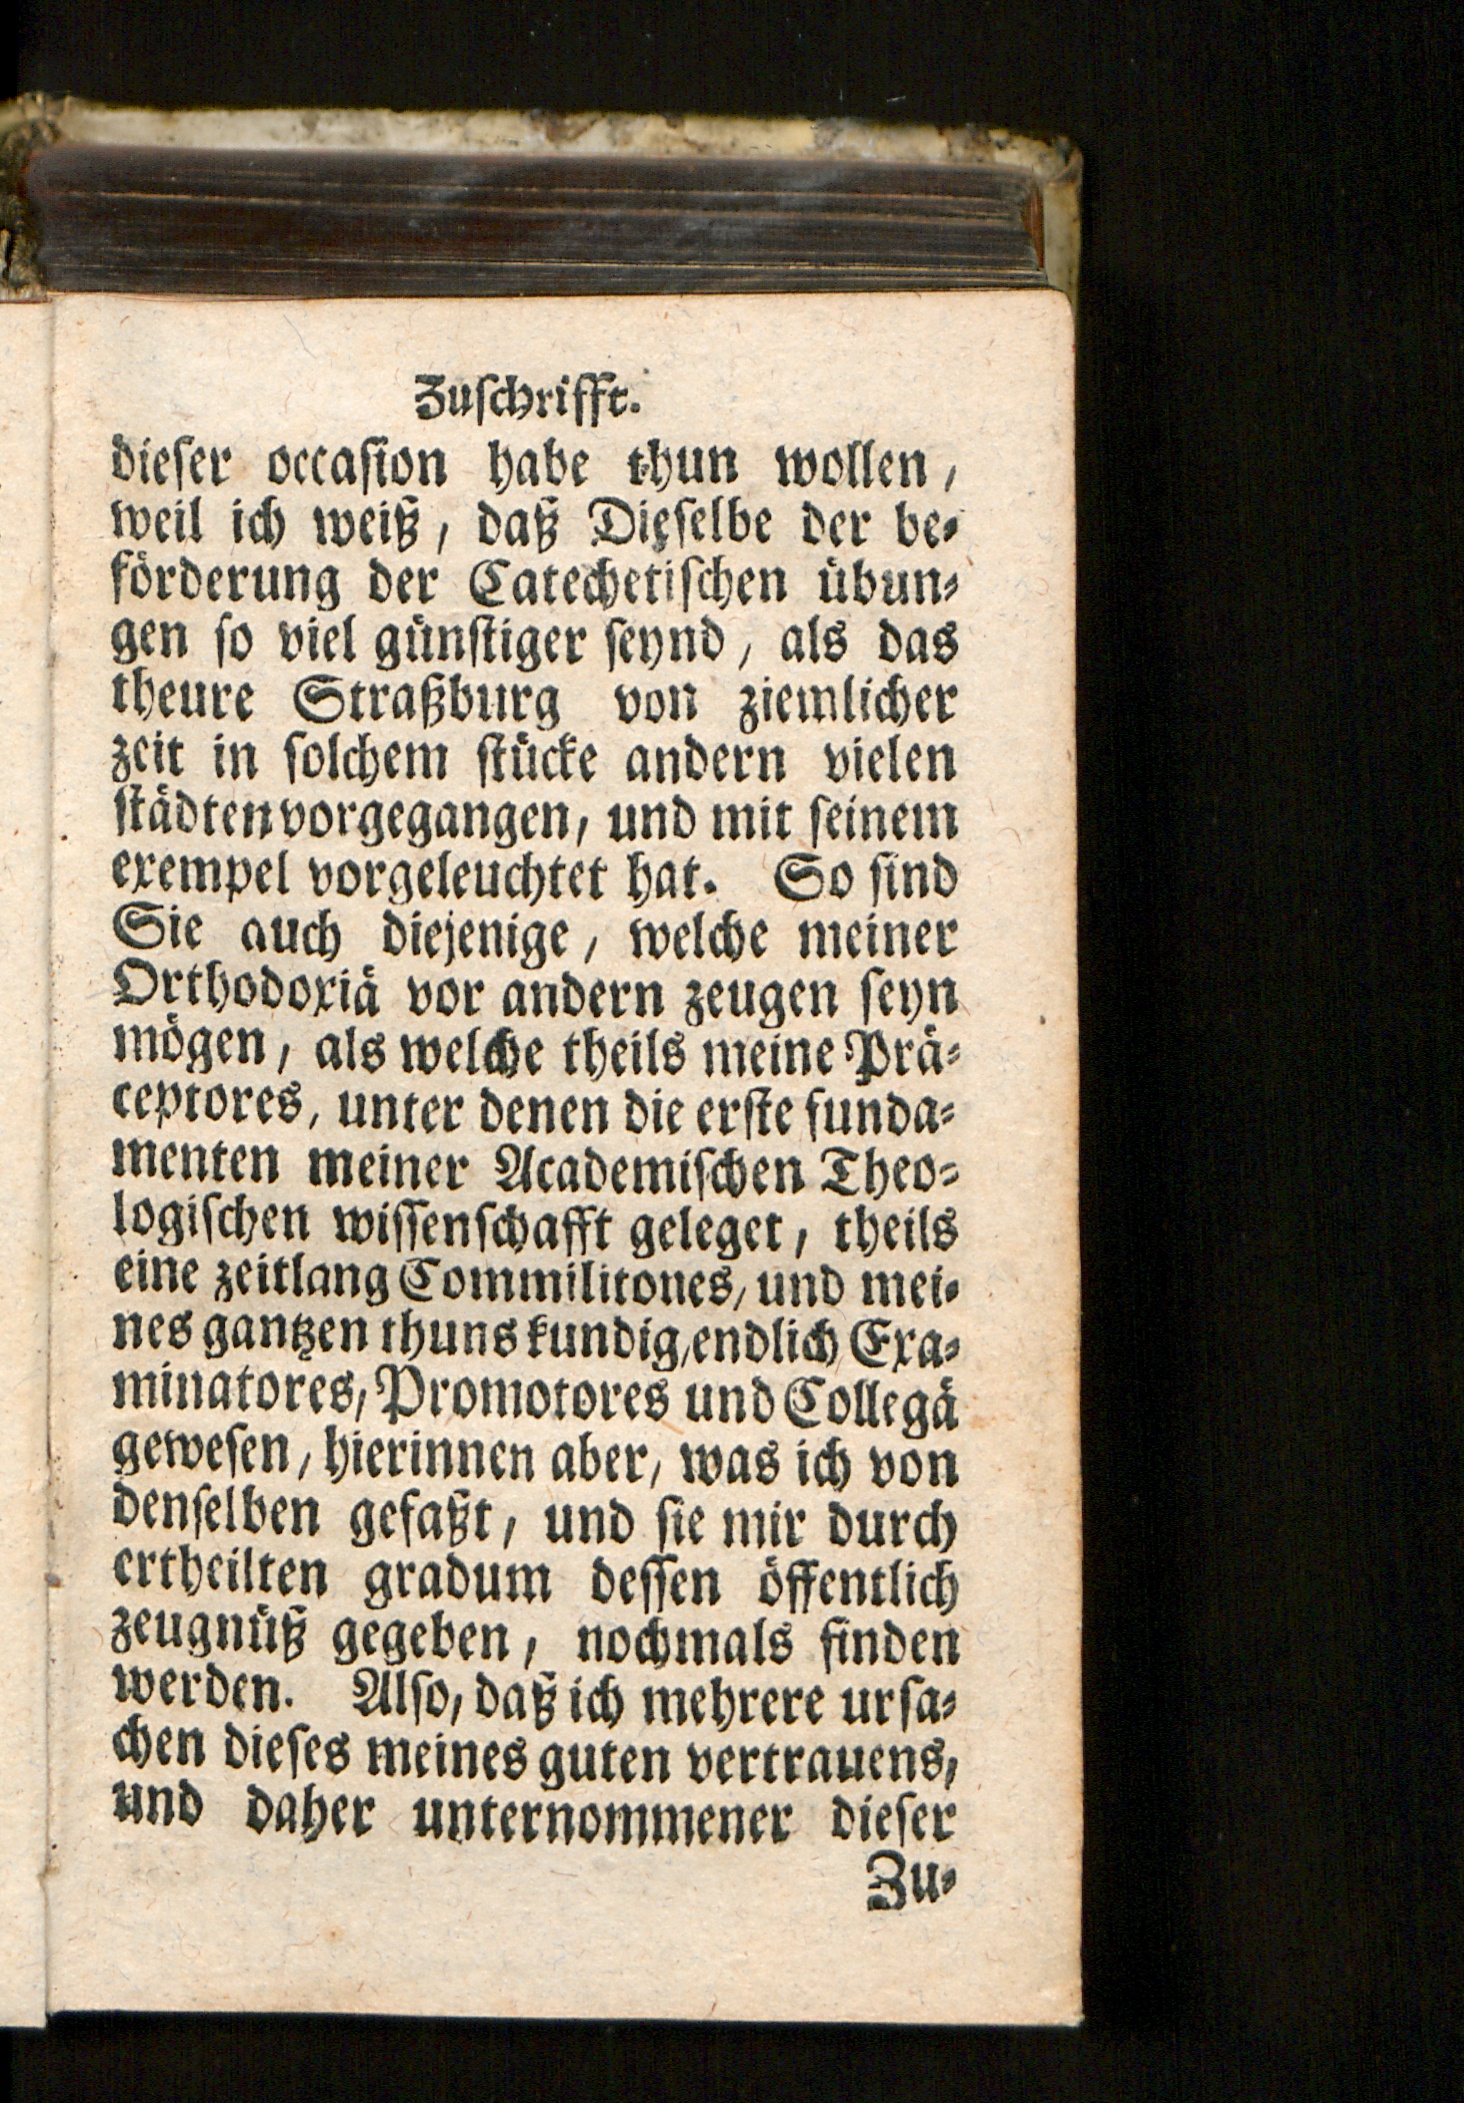 Zuſchrifft.
dieſer occaſion habe thun wollen,
weil ich weiß, daß Dieſelbe der be-
förderung der Catechetiſchen übun-
gen ſo viel günſtiger ſeynd, als das
theure Straßburg von ziemlicher
zeit in ſolchem ſtücke andern vielen
ſtädten vorgegangen, und mit ſeinem
exempel vorgeleuchtet hat. So ſind
Sie auch diejenige, welche meiner
Orthodoxiä vor andern zeugen ſeyn
mögen, als welche theils meine Prä-
ceptores, unter denen die erſte funda-
menten meiner Academiſchen Theo-
logiſchen wiſſenſchafft geleget, theils
eine zeitlang Commilitones, und mei-
nes gantzen thuns kundig, endlich Exa-
minatores, Promotores und Collegä
geweſen, hierinnen aber, was ich von
denſelben gefaßt, und ſie mir durch
ertheilten gradum deſſen öffentlich
zeugnüß gegeben, nochmals finden
werden. Alſo, daß ich mehrere urſa-
chen dieſes meines guten vertrauens,
und daher unternommener dieſer
Zu-